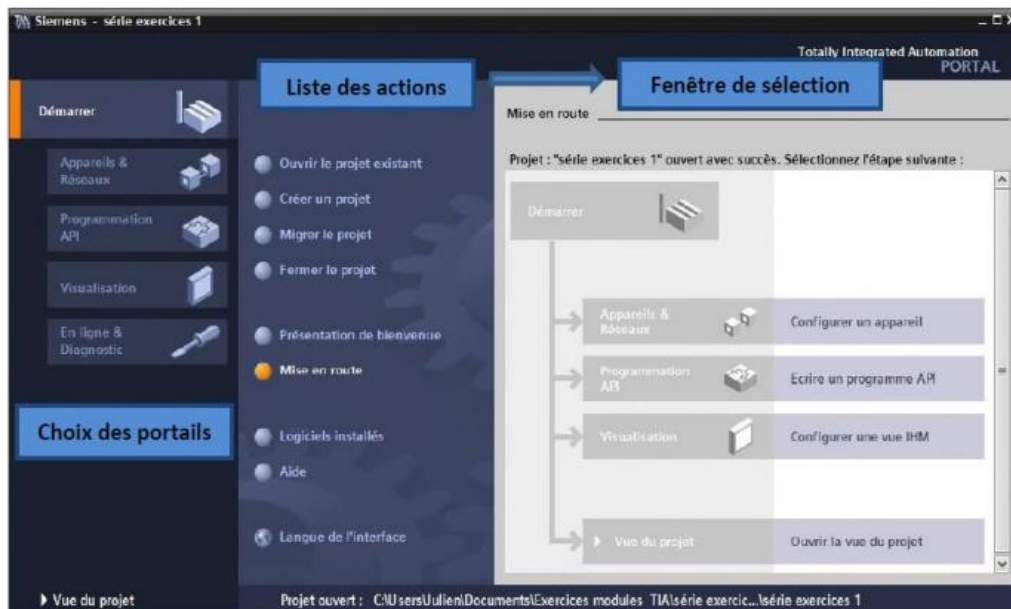 Siemens - série exercices 1
Totally Integrated Automation
PORTAL
Liste des actions
Fenêtre de sélection
Démarrer
Appareils &
Réseaux
Programmation
API
Visualisation
En ligne &
Diagnostic
Choix des portails
Vue du projet
Ouvrir le projet existant
Créer un projet
Migrer le projet
Fermer le projet
Présentation de bienvenue
Mise en route
Logiciels installés
Aide
Langue de l'interface
Mise en route
Projet : "série exercices 1" ouvert avec succès. Sélectionnez l'étape suivante :
Démarrer
Appareils &
Réseaux
Configurer un appareil
Programmation
API
Ecrire un programme API
Visualisation
Configurer une vue IHM
Vue du projet
Ouvrir la vue du projet
Projet ouvert : C:\Users\Julien\Documents\Exercices modules TIA\série exercic...\série exercices 1